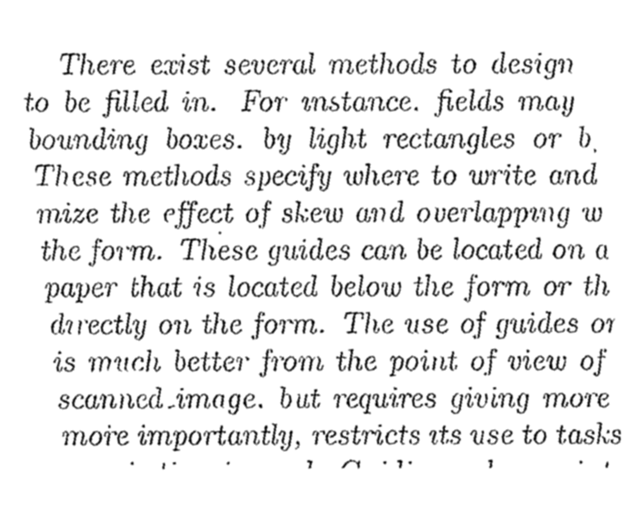 There exist several methods to design
to be filled in. For instance. fields may
bounding boxes. by light rectangles or b
These methods specify where to write and
mize the effect of skew and overlapping w
the form. These guides can be located on a
paper that is located below the form or th
directly on the form. The use of guides or
is much better from the point of view of
scanned image. but requires giving more
more importantly, restricts its use to tasks